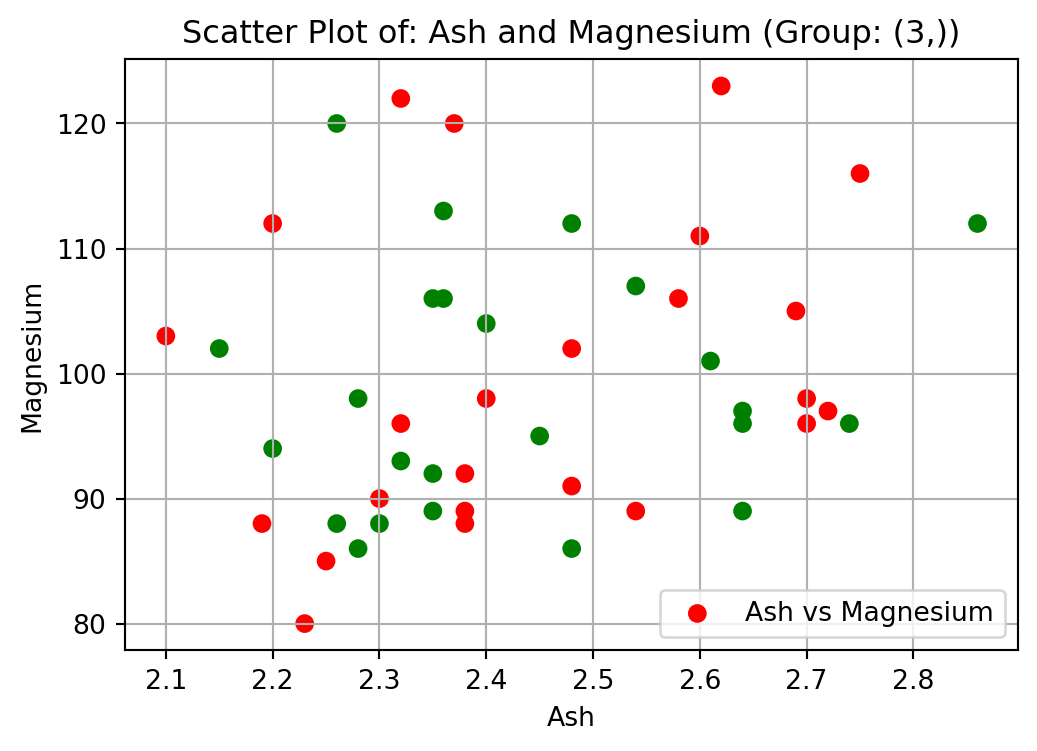 Scatter Plot of: Ash and Magnesium (Group: (3,))
Magnesium
120
110
100
90
80
Ash vs Magnesium
2.1 2.2 2.3 2.4 2.5 2.6 2.7 2.8
Ash